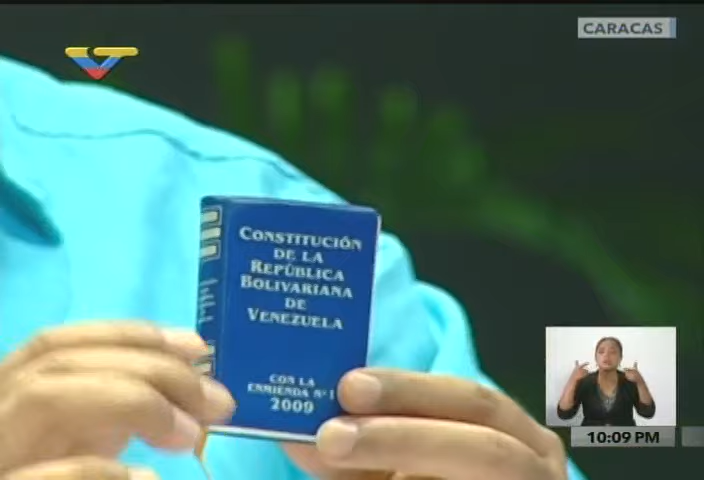 CARACAS
CONSTITUCIÓN
DE LA
REPÚBLICA
BOLIVARIANA
DE
VENEZUELA
CON LA
ENMIENDA Nº 1
2009
10:09 PM